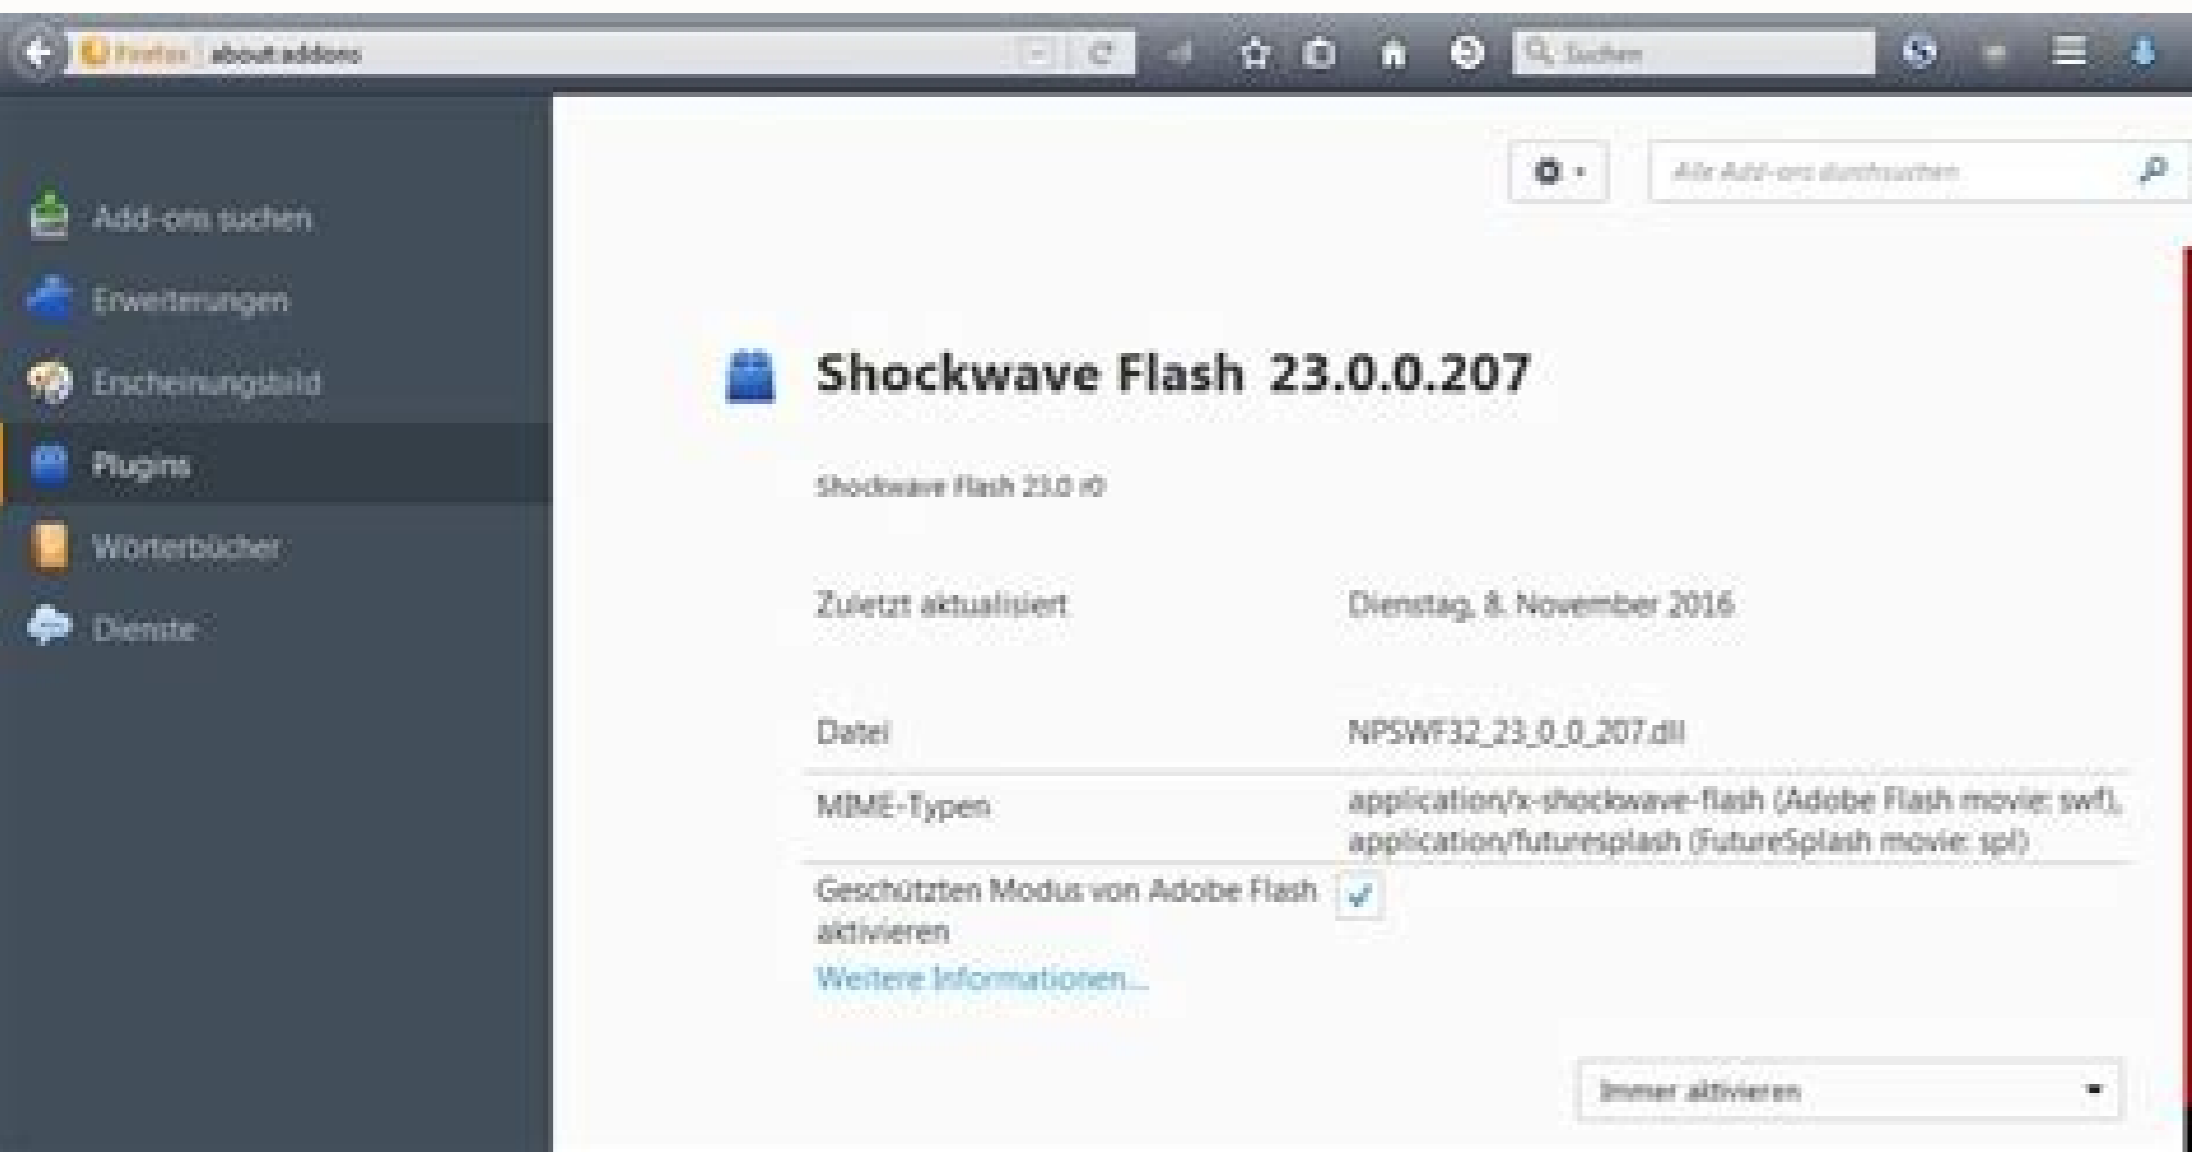 Firefox about:addons Suchen
Alle Add-ons durchsuchen
Add-ons suchen
Erweiterungen
Erscheinungsbild
Plugins
Wörterbücher
Dienste
Shockwave Flash 23.0.0.207
Shockwave Flash 23.0 r0
Zuletzt aktualisiert Dienstag, 8. November 2016
Datei NPSWF32_23_0_0_207.dll
MIME-Typen application/x-shockwave-flash (Adobe Flash movie: swf),
application/futuresplash (FutureSplash movie: spl)
Geschützten Modus von Adobe Flash
aktivieren
Weitere Informationen...
Immer aktivieren